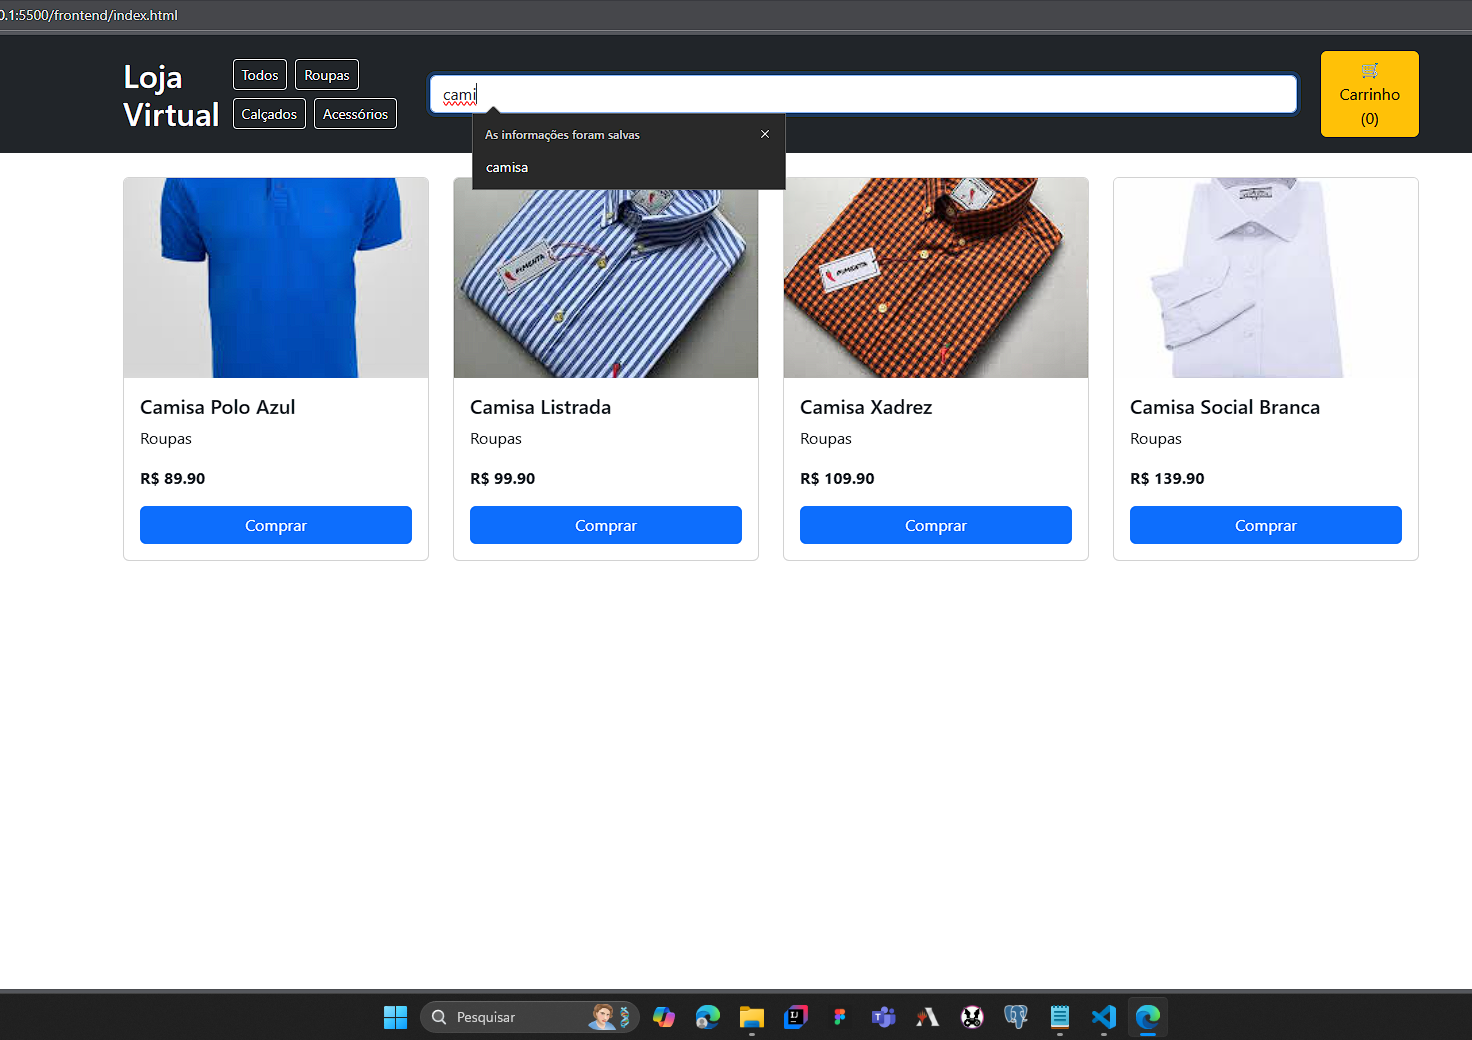 0.1:5500/frontend/index.html
Loja
Virtual
Todos
Roupas
Calçados
Acessórios
cami
🛒
Carrinho
(0)
As informações foram salvas
camisa
PIMENTA
PIMENTA
Camisa Polo Azul
Roupas
R$ 89.90
Comprar
Camisa Listrada
Roupas
R$ 99.90
Comprar
Camisa Xadrez
Roupas
R$ 109.90
Comprar
Camisa Social Branca
Roupas
R$ 139.90
Comprar
Pesquisar